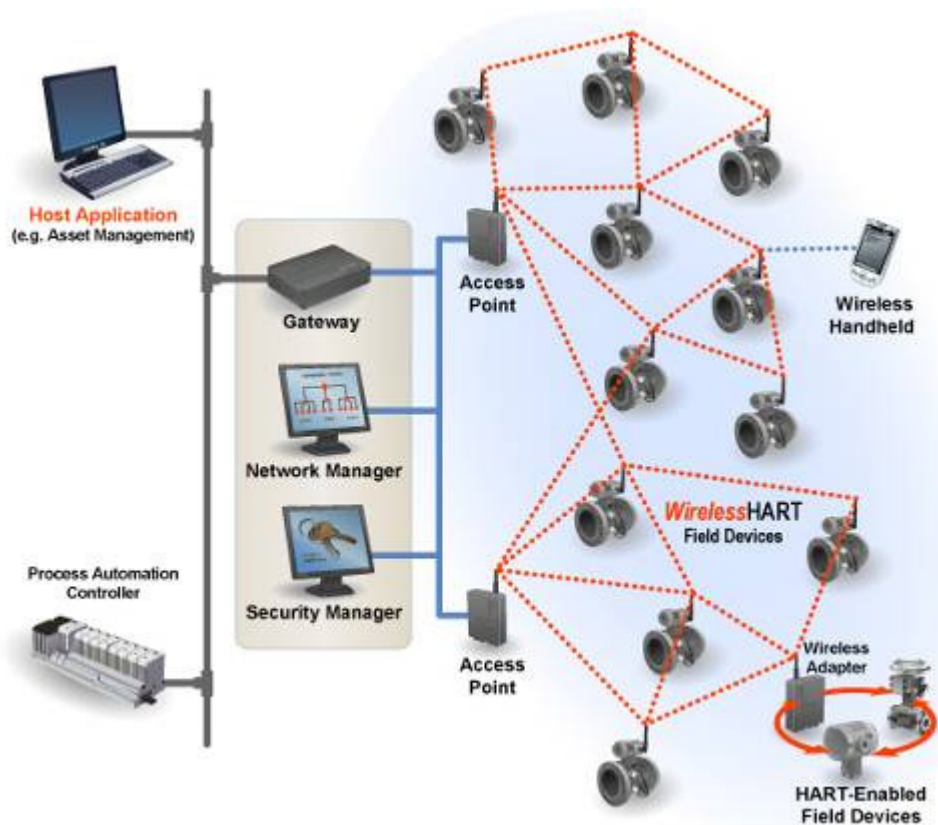 Host Application
(e.g. Asset Management)
Gateway
Access
Point
Wireless
Handheld
Network Manager
WirelessHART
Field Devices
Process Automation
Controller
Security Manager
Access
Point
Wireless
Adapter
HART-Enabled
Field Devices